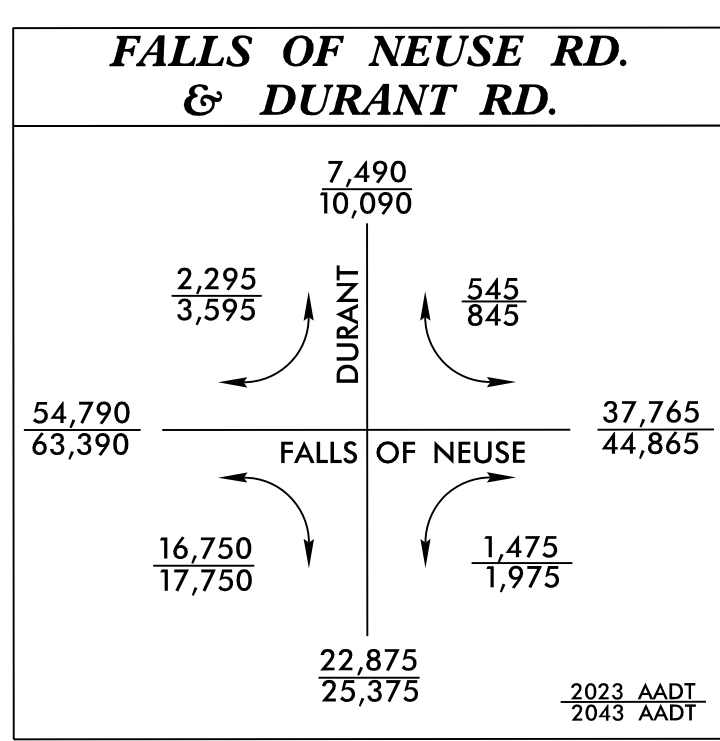 FALLS OF NEUSE RD.
& DURANT RD.
7,490
10,090
2,295
3,595
DURANT
545
845
54,790
63,390
37,765
44,865
FALLS OF NEUSE
16,750
17,750
1,475
1,975
22,875
25,375
2023 AADT
2043 AADT